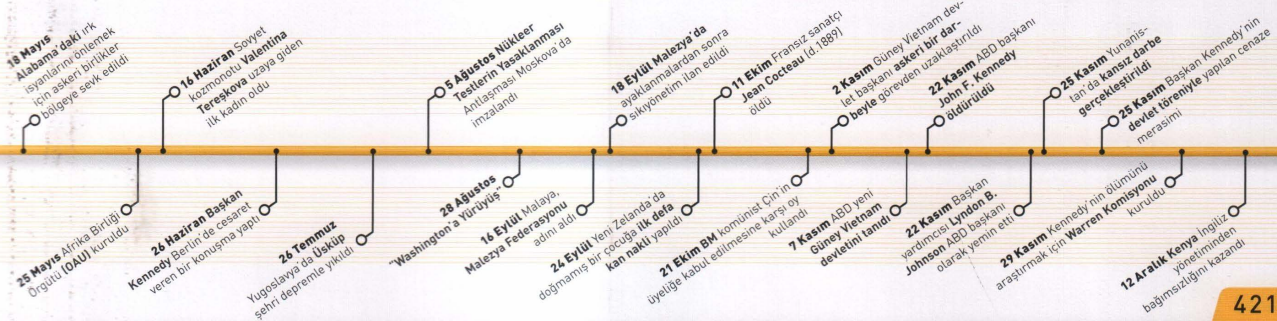 18 Mayıs
Alabama'daki ırk
isyanlarını önlemek
için askeri birlikler
bölgeye sevk edildi
25 Mayıs Afrika Birliği
Örgütü (OAU) kuruldu
16 Haziran Sovyet
kozmonotu Valentina
Tereşkova uzaya giden
ilk kadın oldu
26 Haziran Başkan
Kennedy Berlin'de cesaret
veren bir konuşma yaptı
26 Temmuz
Yugoslavya'da Üsküp
şehri depremle yıkıldı
5 Ağustos Nükleer
Testlerin Yasaklanması
Antlaşması Moskova'da
imzalandı
28 Ağustos
"Washington'a Yürüyüş"
16 Eylül Malaya,
Malezya Federasyonu
adını aldı
18 Eylül Malezya'da
ayaklanmalardan sonra
sıkıyönetim ilan edildi
24 Eylül Yeni Zelanda'da
doğmamış bir çocuğa ilk defa
kan nakli yapıldı
11 Ekim Fransız sanatçı
Jean Cocteau (d.1889)
öldü
21 Ekim BM komünist Çin'in
üyeliğe kabul edilmesine karşı oy
kullandı
2 Kasım Güney Vietnam dev-
let başkanı askeri bir dar-
beyle görevden uzaklaştırıldı
7 Kasım ABD yeni
Güney Vietnam
devletini tanıdı
22 Kasım ABD başkanı
John F. Kennedy
öldürüldü
22 Kasım Başkan
yardımcısı Lyndon B.
Johnson ABD başkanı
olarak yemin etti
25 Kasım Yunanis-
tan'da kansız darbe
gerçekleştirildi
25 Kasım Başkan Kennedy'nin
devlet töreniyle yapılan cenaze
merasimi
29 Kasım Kennedy'nin ölümünü
araştırmak için Warren Komisyonu
kuruldu
12 Aralık Kenya İngiliz
yönetiminden
bağımsızlığını kazandı
421